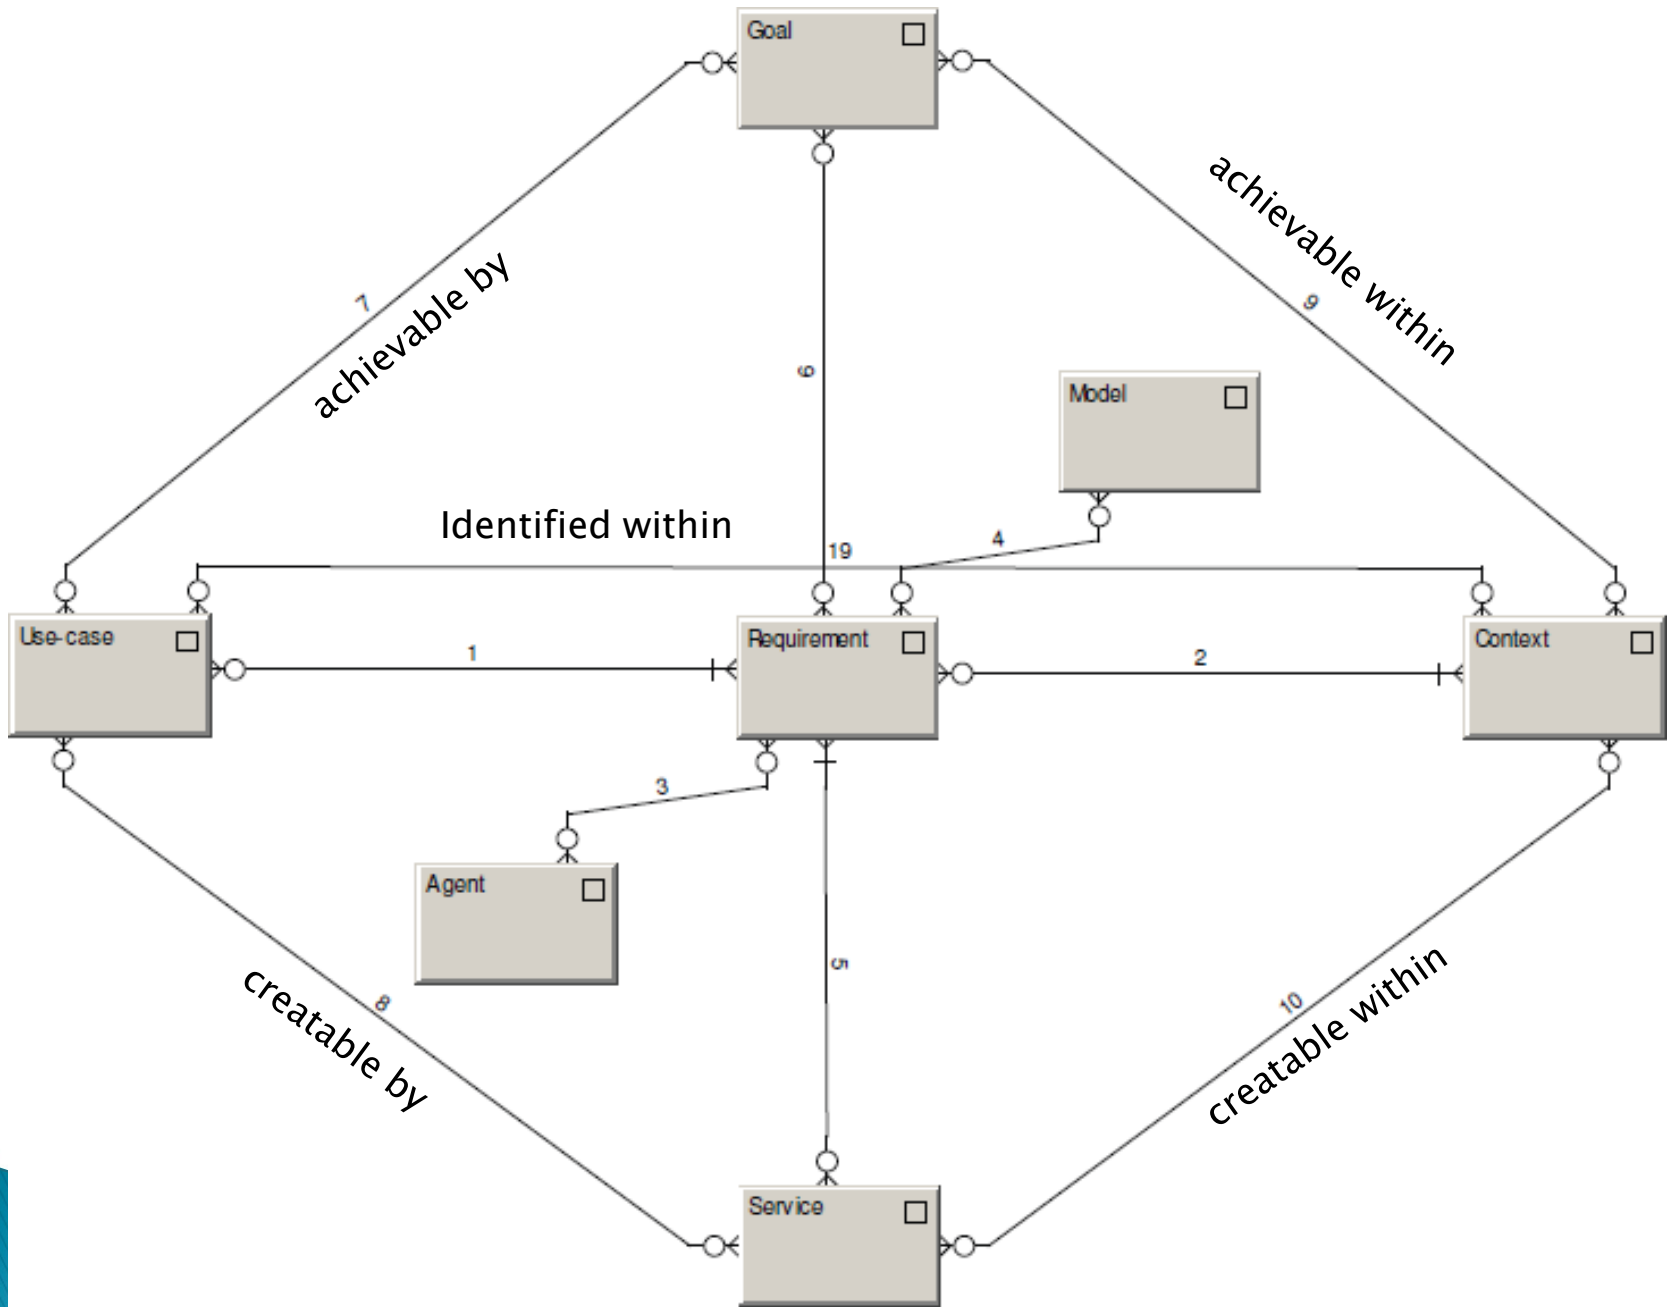 Goal
achievable within
7
achievable by
9
6
Model
Identified within
19
4
Use-case
1
Requirement
2
Context
3
Agent
5
8
creatable by
10
creatable within
Service